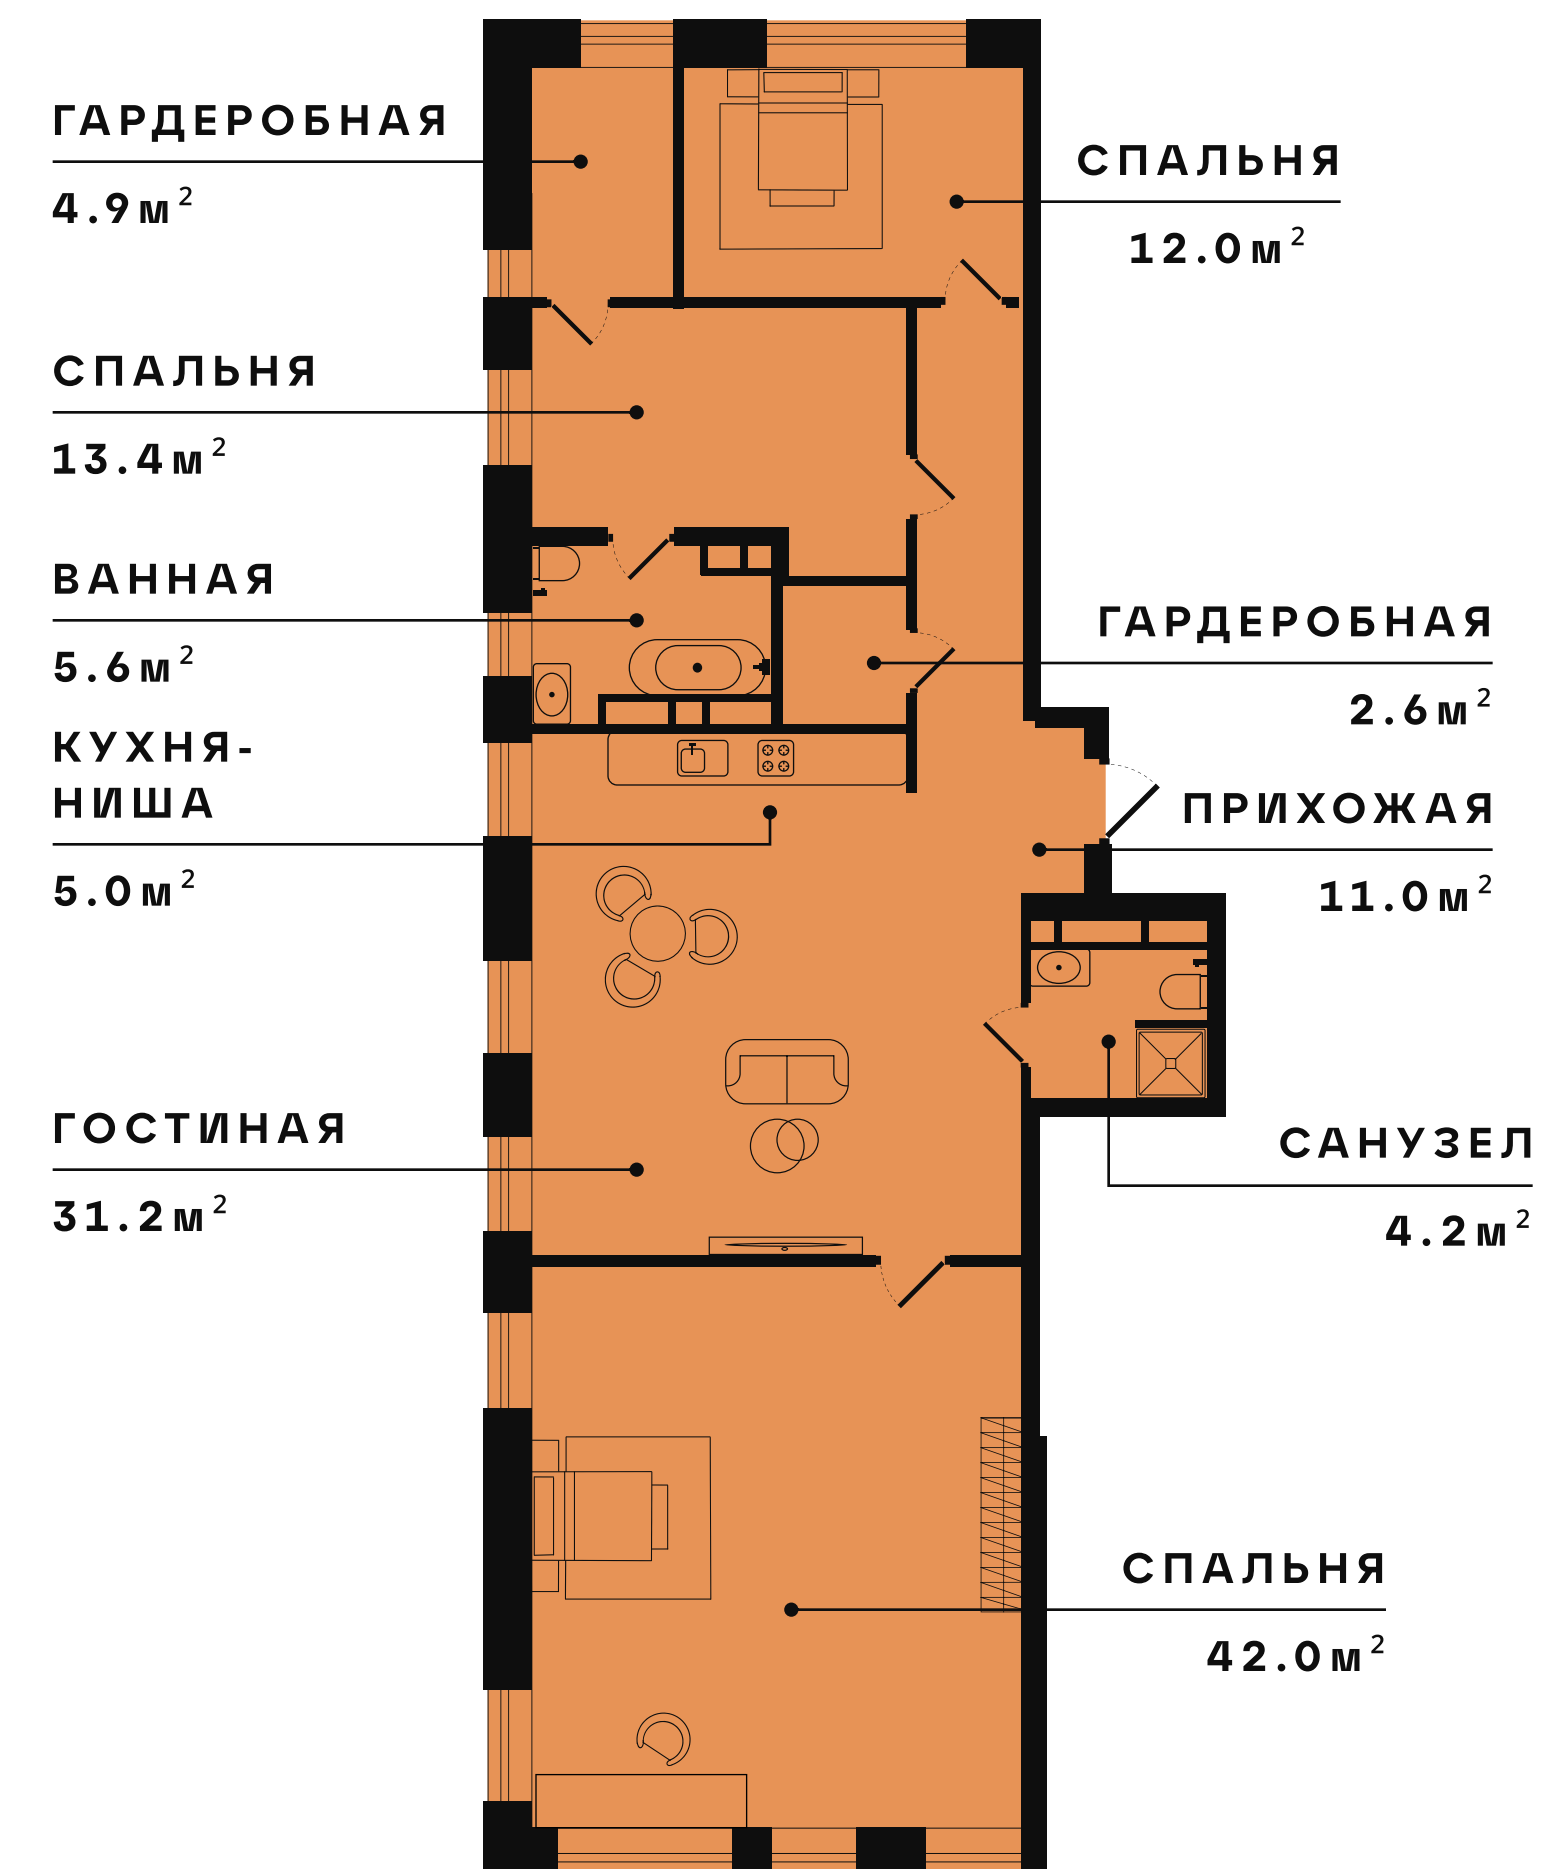 ГАРДЕРОБНАЯ
4.9м²
СПАЛЬНЯ
12.0м²
СПАЛЬНЯ
13.4м²
ВАННАЯ
5.6м²
ГАРДЕРОБНАЯ
2.6м²
КУХНЯ-
НИША
5.0м²
ПРИХОЖАЯ
11.0м²
ГОСТИНАЯ
31.2м²
САНУЗЕЛ
4.2м²
СПАЛЬНЯ
42.0м²